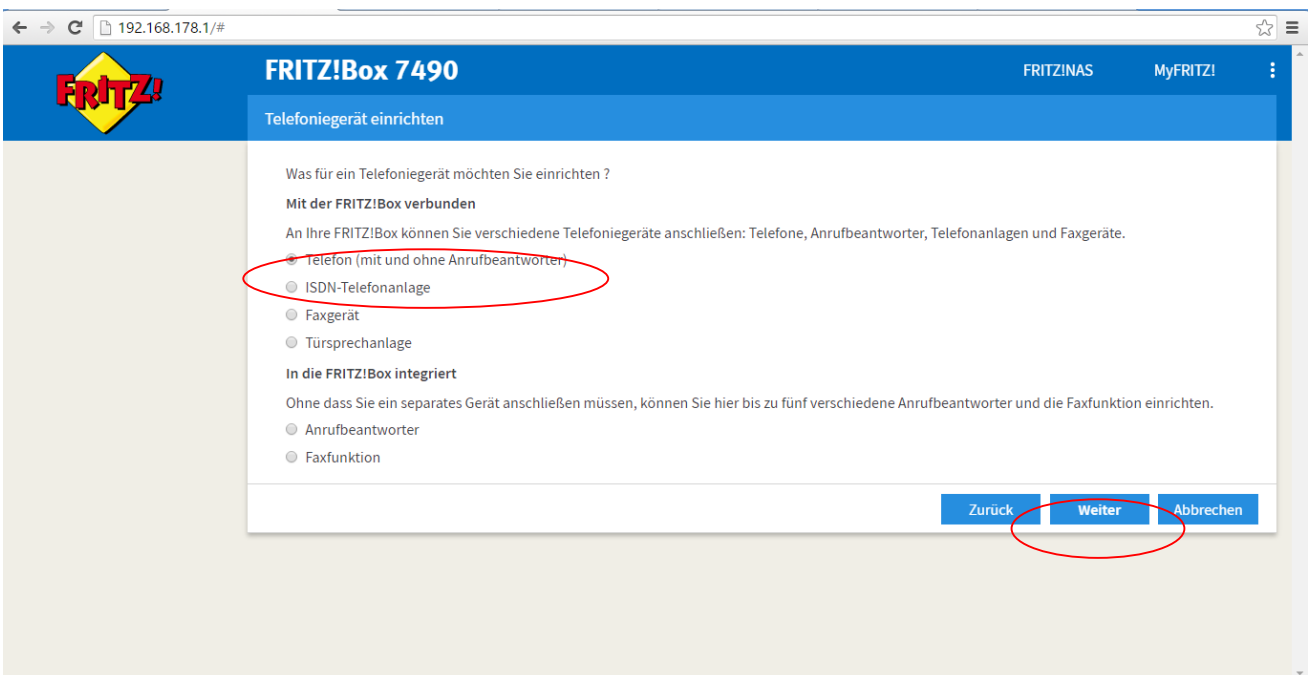 192.168.178.1/#
FRITZ!
FRITZ!Box 7490
FRITZ!NAS
MyFRITZ!
Telefoniegerät einrichten
Was für ein Telefoniegerät möchten Sie einrichten ?
Mit der FRITZ!Box verbunden
An Ihre FRITZ!Box können Sie verschiedene Telefoniegeräte anschließen: Telefone, Anrufbeantworter, Telefonanlagen und Faxgeräte.
Telefon (mit und ohne Anrufbeantworter)
ISDN-Telefonanlage
Faxgerät
Türsprechanlage
In die FRITZ!Box integriert
Ohne dass Sie ein separates Gerät anschließen müssen, können Sie hier bis zu fünf verschiedene Anrufbeantworter und die Faxfunktion einrichten.
Anrufbeantworter
Faxfunktion
Zurück
Weiter
Abbrechen